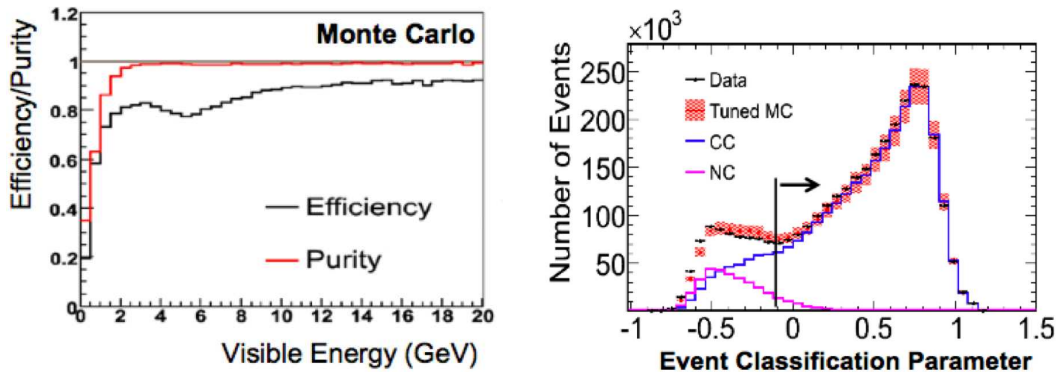 Monte Carlo
Efficiency/Purity
1.2
1
0.8
0.6
0.4
0.2
0
Efficiency
Purity
0 2 4 6 8 10 12 14 16 18 20
Visible Energy (GeV)
×10³
Number of Events
250
200
150
100
50
Data
Tuned MC
CC
NC
-1 -0.5 0 0.5 1 1.5
Event Classification Parameter